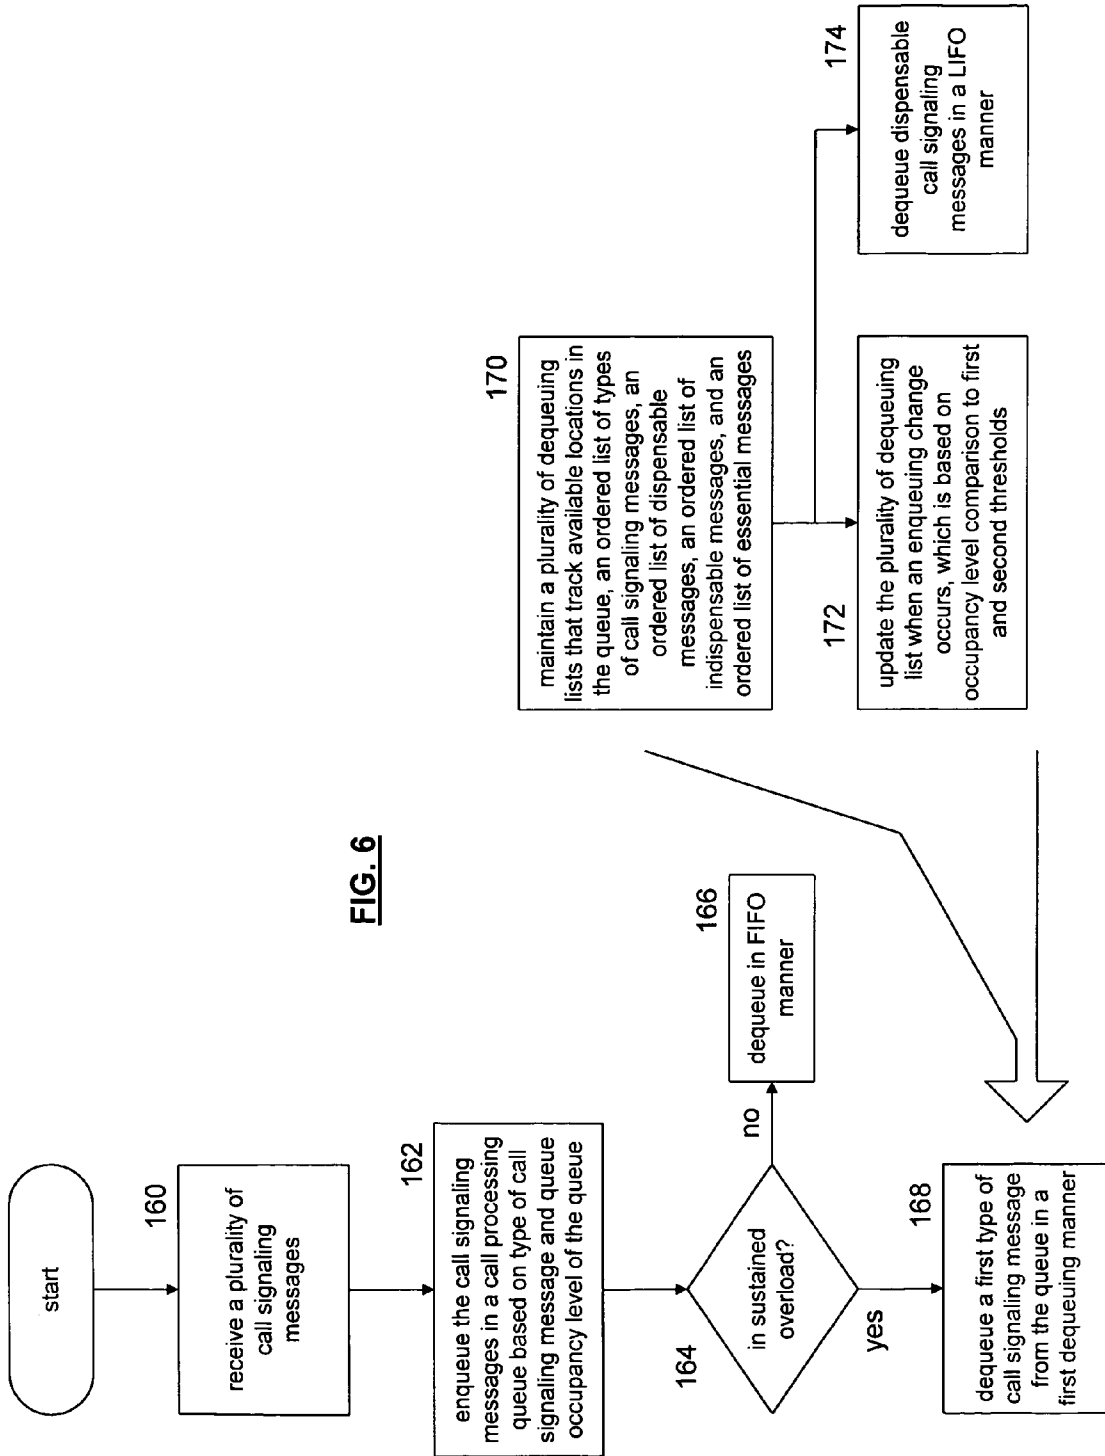 start
160
receive a plurality of
call signaling
messages
162
enqueue the call signaling
messages in a call processing
queue based on type of call
signaling message and queue
occupancy level of the queue
164
in sustained
overload?
no
166
dequeue in FIFO
manner
yes
168
dequeue a first type of
call signaling message
from the queue in a
first dequeuing manner
FIG. 6
170
maintain a plurality of dequeuing
lists that track available locations in
the queue, an ordered list of types
of call signaling messages, an
ordered list of dispensable
messages, an ordered list of
indispensable messages, and an
ordered list of essential messages
172
update the plurality of dequeuing
list when an enqueuing change
occurs, which is based on
occupancy level comparison to first
and second thresholds
174
dequeue dispensable
call signaling
messages in a LIFO
manner